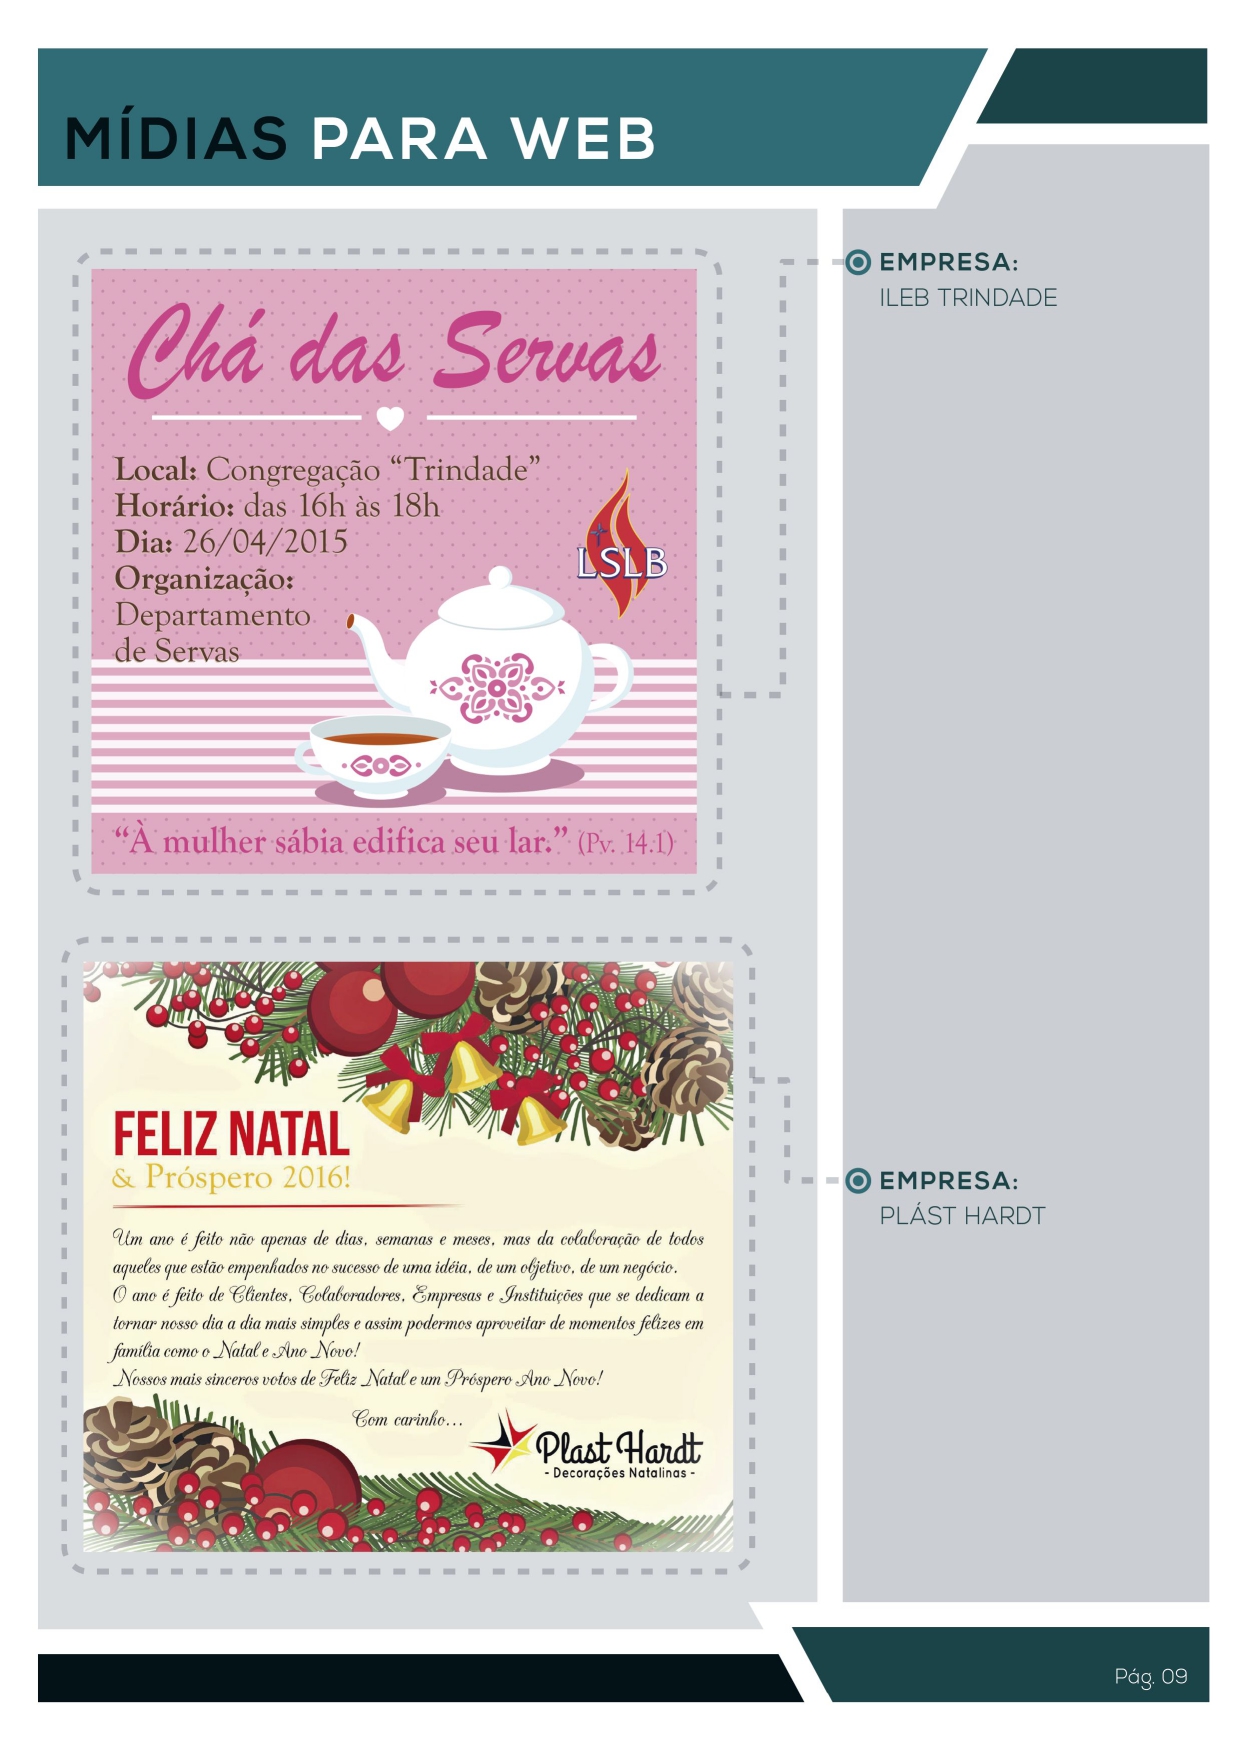 MÍDIAS PARA WEB
EMPRESA:
ILEB TRINDADE
Chá das Servas
Local: Congregação “Trindade”
Horário: das 16h às 18h
Dia: 26/04/2015
Organização:
Departamento
de Servas
LSLB
“À mulher sábia edifica seu lar.” (Pv. 14.1)
FELIZ NATAL
& Próspero 2016!
EMPRESA:
PLÁST HARDT
Um ano é feito não apenas de dias, semanas e meses, mas da colaboração de todos
aqueles que estão empenhados no sucesso de uma idéia, de um objetivo, de um negócio.
O ano é feito de Clientes, Colaboradores, Empresas e Instituições que se dedicam a
tornar nosso dia a dia mais simples e assim podermos aproveitar de momentos felizes em
família como o Natal e Ano Novo!
Nossos mais sinceros votos de Feliz Natal e um Próspero Ano Novo!
Com carinho...
Plast Hardt
- Decorações Natalinas -
Pág. 09